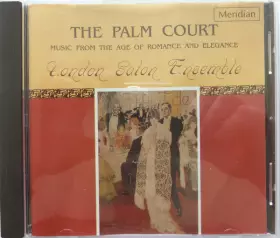 Meridian
THE PALM COURT
MUSIC FROM THE AGE OF ROMANCE AND ELEGANCE
London Salon Ensemble